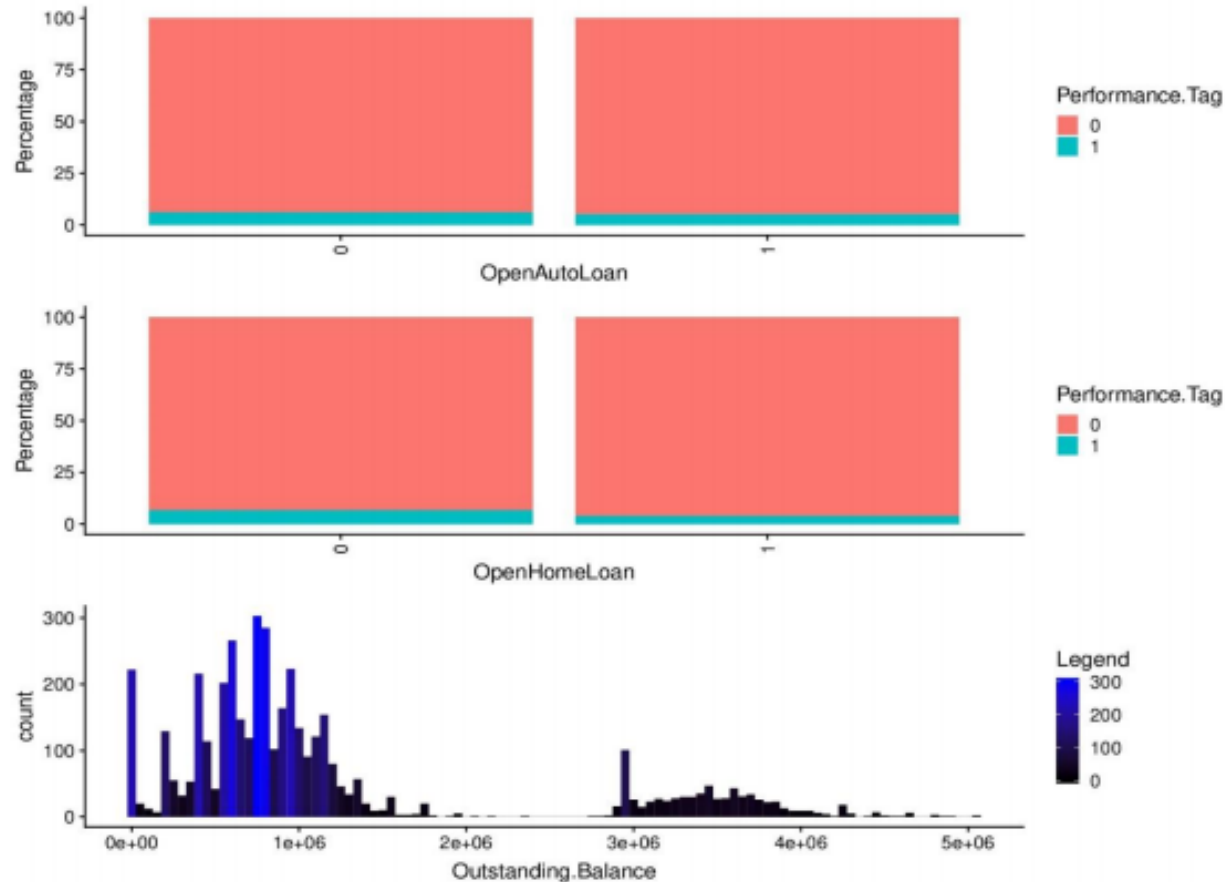 100
75
50
25
0
Percentage
0
1
OpenAutoLoan
Performance.Tag
0
1
100
75
50
25
0
Percentage
0
1
OpenHomeLoan
Performance.Tag
0
1
300
200
100
0
count
0e+00 1e+06 2e+06 3e+06 4e+06 5e+06
Outstanding.Balance
Legend
300
200
100
0